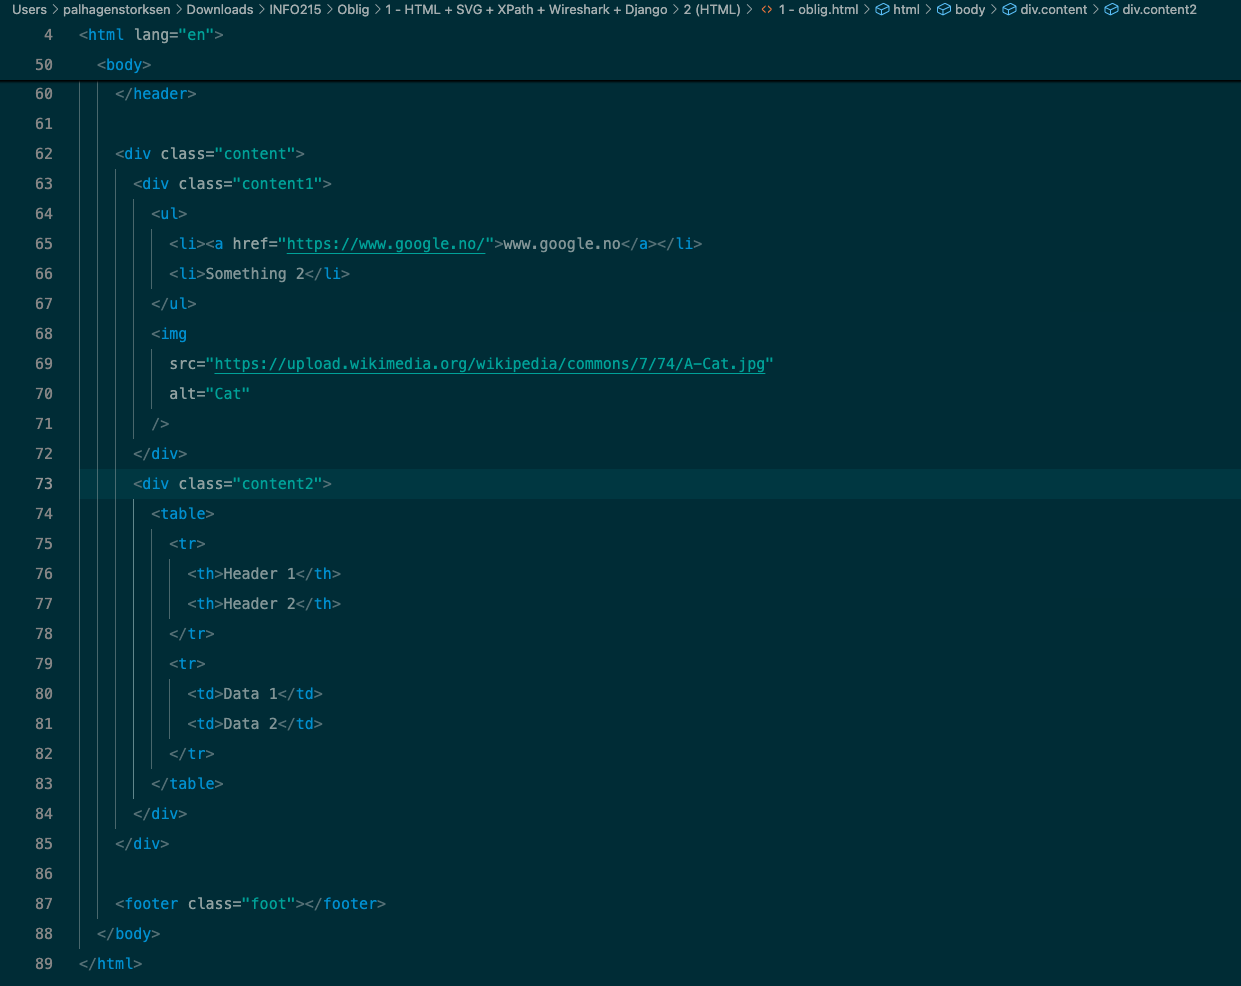 Users > palhagenstorksen > Downloads > INFO215 > Oblig > 1 - HTML + SVG + XPath + Wireshark + Django > 2 (HTML) > <> 1 - oblig.html > html > body > div.content > div.content2
4 <html lang="en">
50 <body>
60 </header>
61
62 <div class="content">
63 <div class="content1">
64 <ul>
65 <li><a href="https://www.google.no/">www.google.no</a></li>
66 <li>Something 2</li>
67 </ul>
68 <img
69 src="https://upload.wikimedia.org/wikipedia/commons/7/74/A-Cat.jpg"
70 alt="Cat"
71 />
72 </div>
73 <div class="content2">
74 <table>
75 <tr>
76 <th>Header 1</th>
77 <th>Header 2</th>
78 </tr>
79 <tr>
80 <td>Data 1</td>
81 <td>Data 2</td>
82 </tr>
83 </table>
84 </div>
85 </div>
86
87 <footer class="foot"></footer>
88 </body>
89 </html>